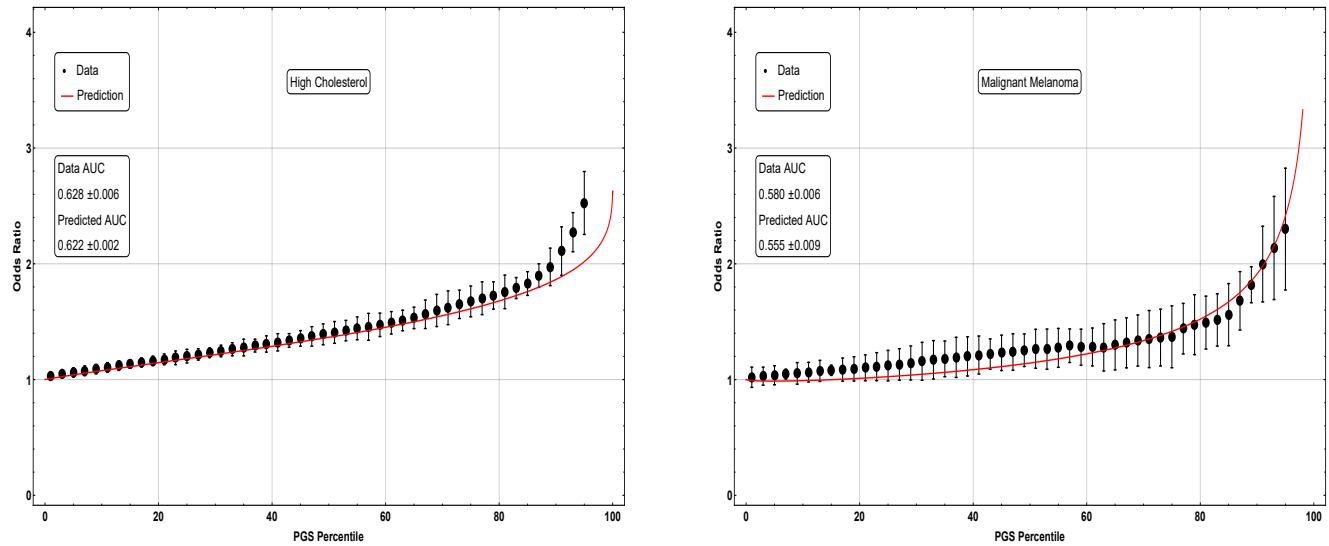 4
3
2
1
0
Odds Ratio
Data
Prediction
High Cholesterol
Data AUC
0.628 ±0.006
Predicted AUC
0.622 ±0.002
0 20 40 60 80 100
PGS Percentile
4
3
2
1
0
Odds Ratio
Data
Prediction
Malignant Melanoma
Data AUC
0.580 ±0.006
Predicted AUC
0.555 ±0.009
0 20 40 60 80 100
PGS Percentile